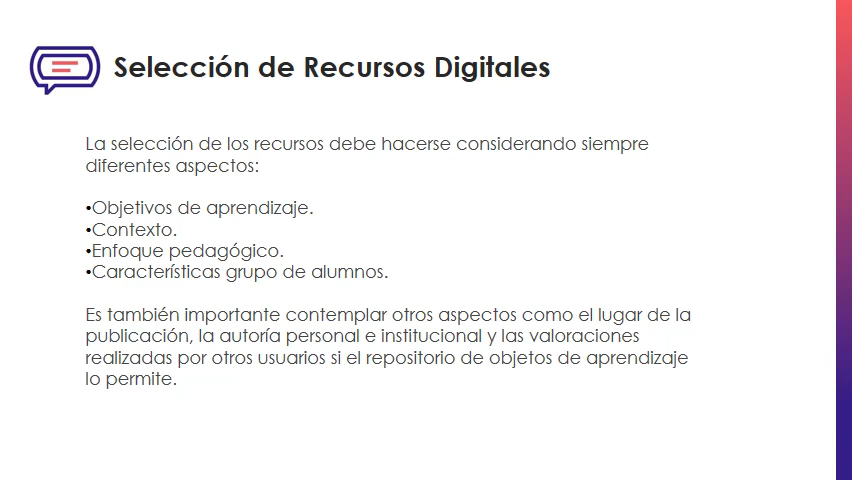 Selección de Recursos Digitales
La selección de los recursos debe hacerse considerando siempre
diferentes aspectos:
•Objetivos de aprendizaje.
•Contexto.
•Enfoque pedagógico.
•Características grupo de alumnos.
Es también importante contemplar otros aspectos como el lugar de la
publicación, la autoría personal e institucional y las valoraciones
realizadas por otros usuarios si el repositorio de objetos de aprendizaje
lo permite.